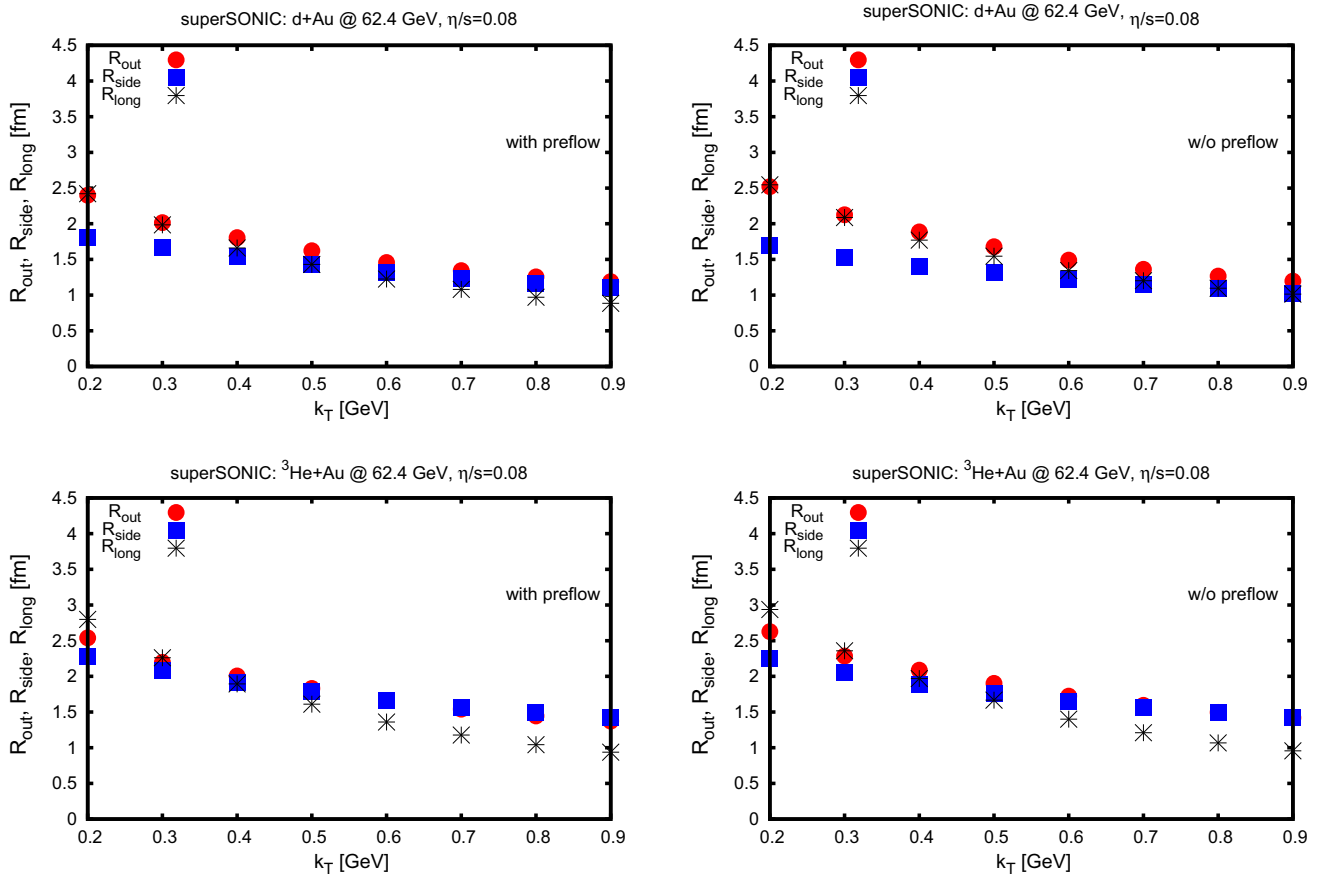 superSONIC: d+Au @ 62.4 GeV, η/s=0.08
R_out, R_side, R_long [fm]
4.5
4
3.5
3
2.5
2
1.5
1
0.5
0
R_out
R_side
R_long
with preflow
0.2 0.3 0.4 0.5 0.6 0.7 0.8 0.9
k_T [GeV]
superSONIC: d+Au @ 62.4 GeV, η/s=0.08
R_out, R_side, R_long [fm]
4.5
4
3.5
3
2.5
2
1.5
1
0.5
0
R_out
R_side
R_long
w/o preflow
0.2 0.3 0.4 0.5 0.6 0.7 0.8 0.9
k_T [GeV]
superSONIC: ³He+Au @ 62.4 GeV, η/s=0.08
R_out, R_side, R_long [fm]
4.5
4
3.5
3
2.5
2
1.5
1
0.5
0
R_out
R_side
R_long
with preflow
0.2 0.3 0.4 0.5 0.6 0.7 0.8 0.9
k_T [GeV]
superSONIC: ³He+Au @ 62.4 GeV, η/s=0.08
R_out, R_side, R_long [fm]
4.5
4
3.5
3
2.5
2
1.5
1
0.5
0
R_out
R_side
R_long
w/o preflow
0.2 0.3 0.4 0.5 0.6 0.7 0.8 0.9
k_T [GeV]